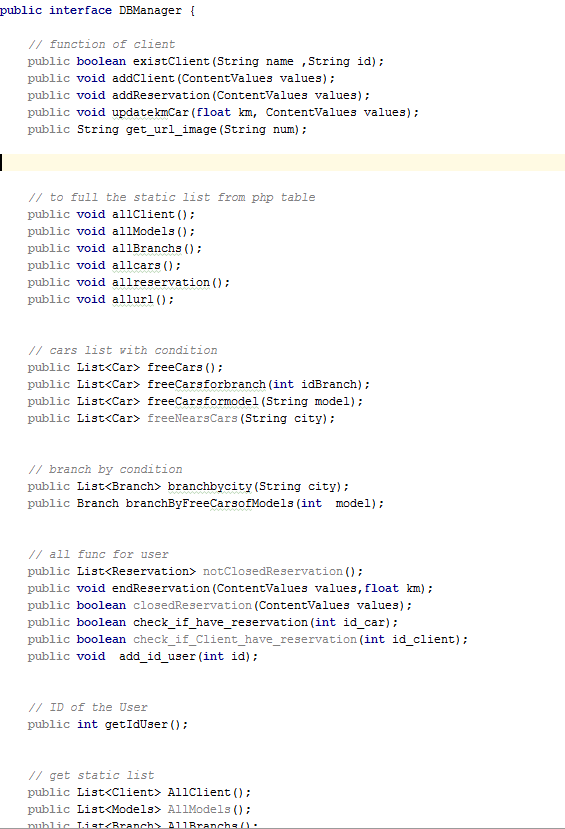 public interface DBManager {
// function of client
public boolean existClient(String name ,String id);
public void addClient(ContentValues values);
public void addReservation(ContentValues values);
public void updatekmCar(float km, ContentValues values);
public String get_url_image(String num);
// to full the static list from php table
public void allClient();
public void allModels();
public void allBranchs();
public void allcars();
public void allreservation();
public void allurl();
// cars list with condition
public List<Car> freeCars();
public List<Car> freeCarsforbranch(int idBranch);
public List<Car> freeCarsformodel(String model);
public List<Car> freeNearsCars(String city);
// branch by condition
public List<Branch> branchbycity(String city);
public Branch branchByFreeCarsofModels(int  model);
// all func for user
public List<Reservation> notClosedReservation();
public void endReservation(ContentValues values,float km);
public boolean closedReservation(ContentValues values);
public boolean check_if_have_reservation(int id_car);
public boolean check_if_Client_have_reservation(int id_client);
public void  add_id_user(int id);
// ID of the User
public int getIdUser();
// get static list
public List<Client> AllClient();
public List<Models> AllModels();
public List<Branch> AllBranchs();